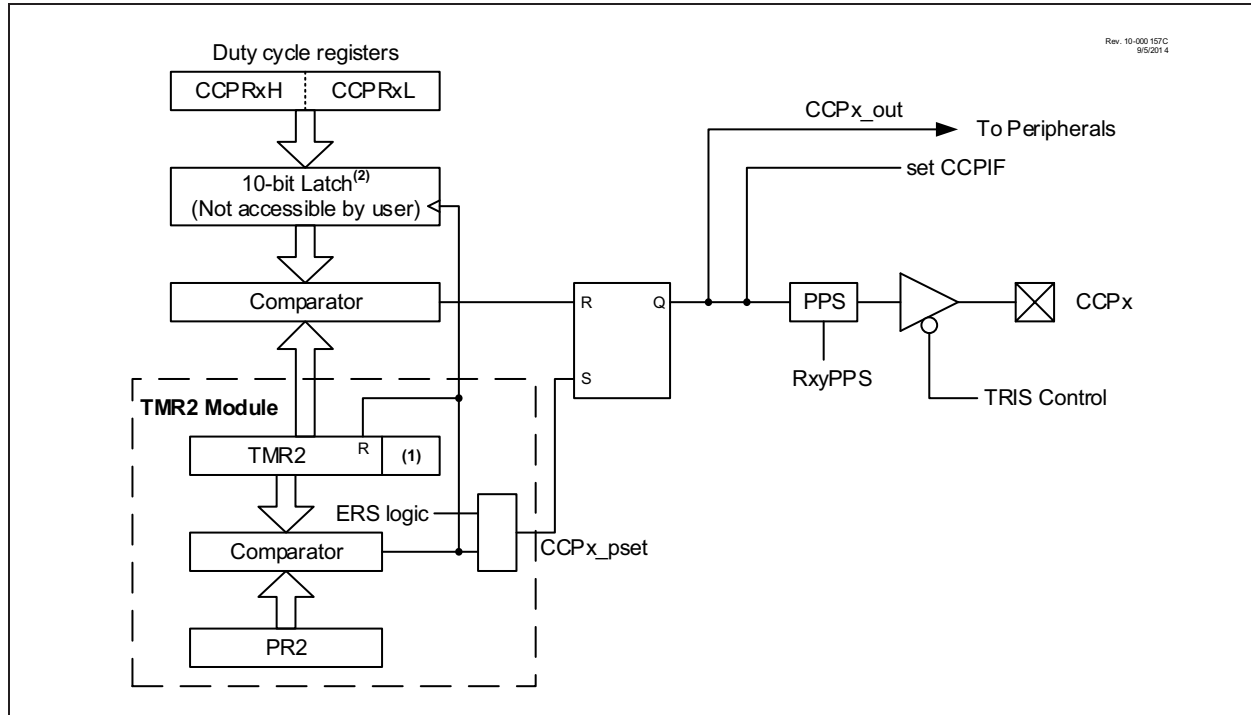 Rev. 10-000 157C
9/5/201 4
Duty cycle registers
CCPRxH CCPRxL
CCPx_out
To Peripherals
set CCPIF
10-bit Latch(2)
(Not accessible by user)
Comparator
R Q
PPS
CCPx
S
RxyPPS
TRIS Control
TMR2 Module
TMR2 R (1)
ERS logic
Comparator
CCPx_pset
PR2